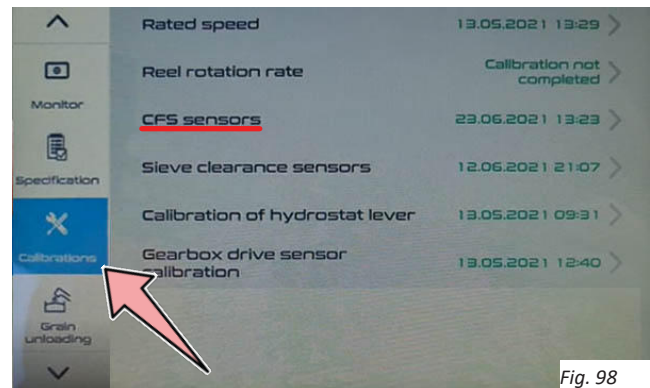 Rated speed 13.05.2021 13:29
Reel rotation rate Calibration not
completed
Monitor
CFS sensors 23.06.2021 13:23
Sieve clearance sensors 12.06.2021 21:07
Specification
Calibration of hydrostat lever 13.05.2021 09:31
Calibrations
Gearbox drive sensor
calibration 13.05.2021 12:40
Grain
unloading
Fig. 98